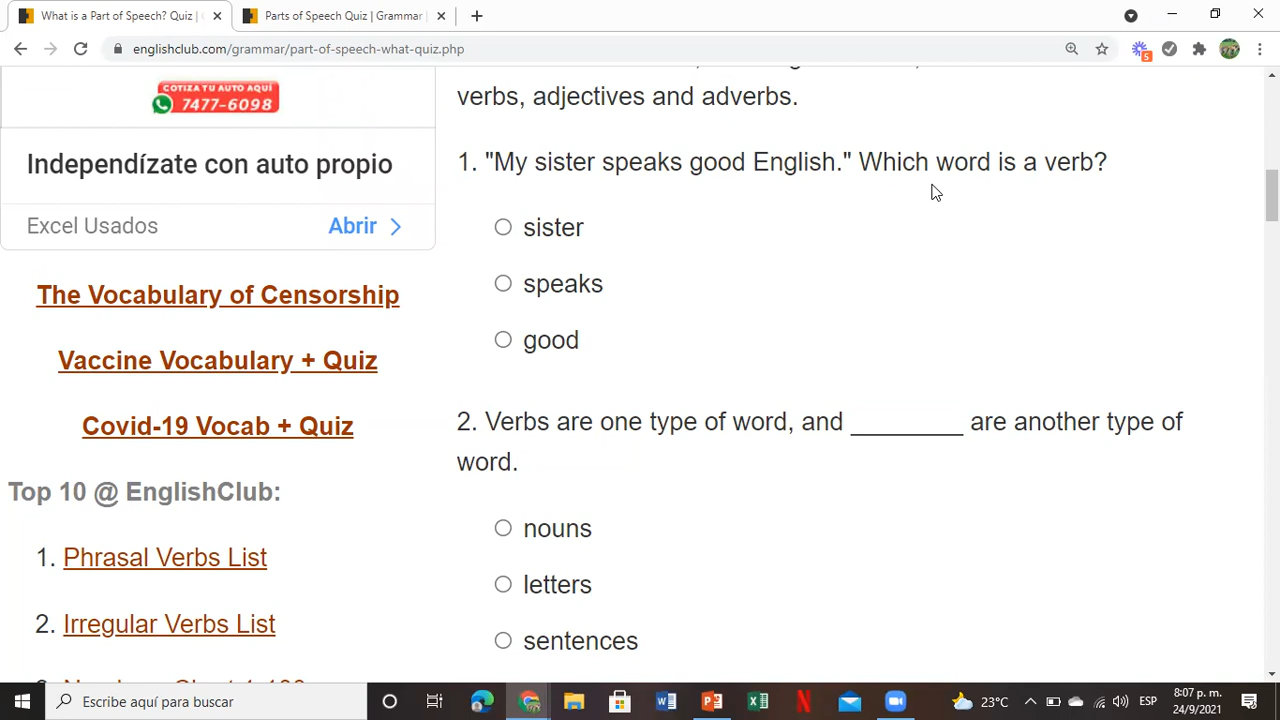 What is a Part of Speech? Quiz |
Parts of Speech Quiz | Grammar
englishclub.com/grammar/part-of-speech-what-quiz.php
5
COTIZA TU AUTO AQUÍ
7477-6098
Independízate con auto propio
Excel Usados
Abrir
The Vocabulary of Censorship
Vaccine Vocabulary + Quiz
Covid-19 Vocab + Quiz
Top 10 @ EnglishClub:
1. Phrasal Verbs List
2. Irregular Verbs List
verbs, adjectives and adverbs.
1. "My sister speaks good English." Which word is a verb?
sister
speaks
good
2. Verbs are one type of word, and ________ are another type of
word.
nouns
letters
sentences
Escribe aquí para buscar
23°C
ESP
8:07 p. m.
24/9/2021